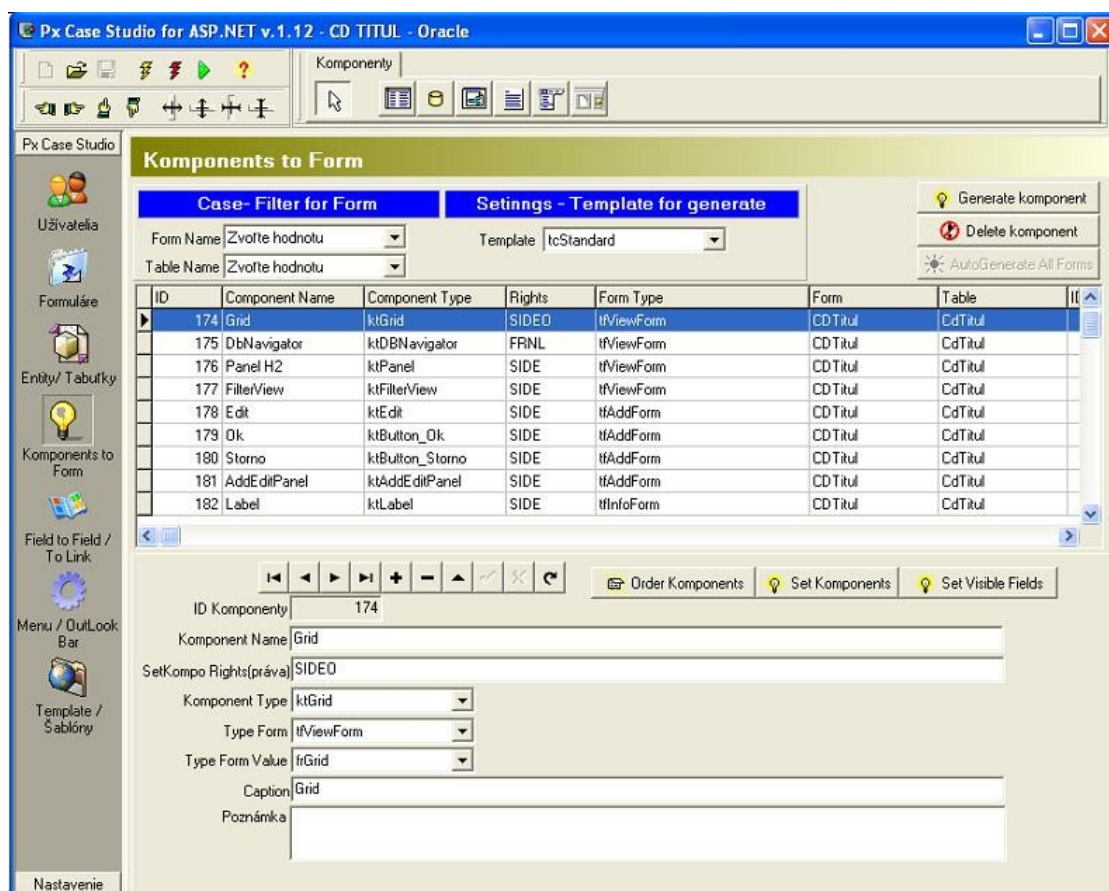 Px Case Studio for ASP.NET v.1.12 - CD TITUL - Oracle
Komponenty
Px Case Studio
Komponents to Form
Užívatelia
Case- Filter for Form
Setinngs - Template for generate
Generate komponent
Form Name Zvoľte hodnotu
Template tcStandard
Delete komponent
Table Name Zvoľte hodnotu
AutoGenerate All Forms
Formuláre
ID Component Name Component Type Rights Form Type Form Table
174 Grid ktGrid SIDEO tfViewForm CDTitul CdTitul
175 DbNavigator ktDBNavigator FRNL tfViewForm CDTitul CdTitul
176 Panel H2 ktPanel SIDE tfViewForm CDTitul CdTitul
177 FilterView ktFilterView SIDE tfViewForm CDTitul CdTitul
178 Edit ktEdit SIDE tfAddForm CDTitul CdTitul
179 Ok ktButton_Ok SIDE tfAddForm CDTitul CdTitul
180 Storno ktButton_Storno SIDE tfAddForm CDTitul CdTitul
181 AddEditPanel ktAddEditPanel SIDE tfAddForm CDTitul CdTitul
182 Label ktLabel SIDE tfInfoForm CDTitul CdTitul
Entity/ Tabuľky
Komponents to
Form
Field to Field /
To Link
Menu / OutLook
Bar
Template /
Šablóny
Nastavenie
Order Komponents
Set Komponents
Set Visible Fields
ID Komponenty 174
Komponent Name Grid
SetKompo Rights(práva) SIDEO
Komponent Type ktGrid
Type Form tfViewForm
Type Form Value frGrid
Caption Grid
Poznámka